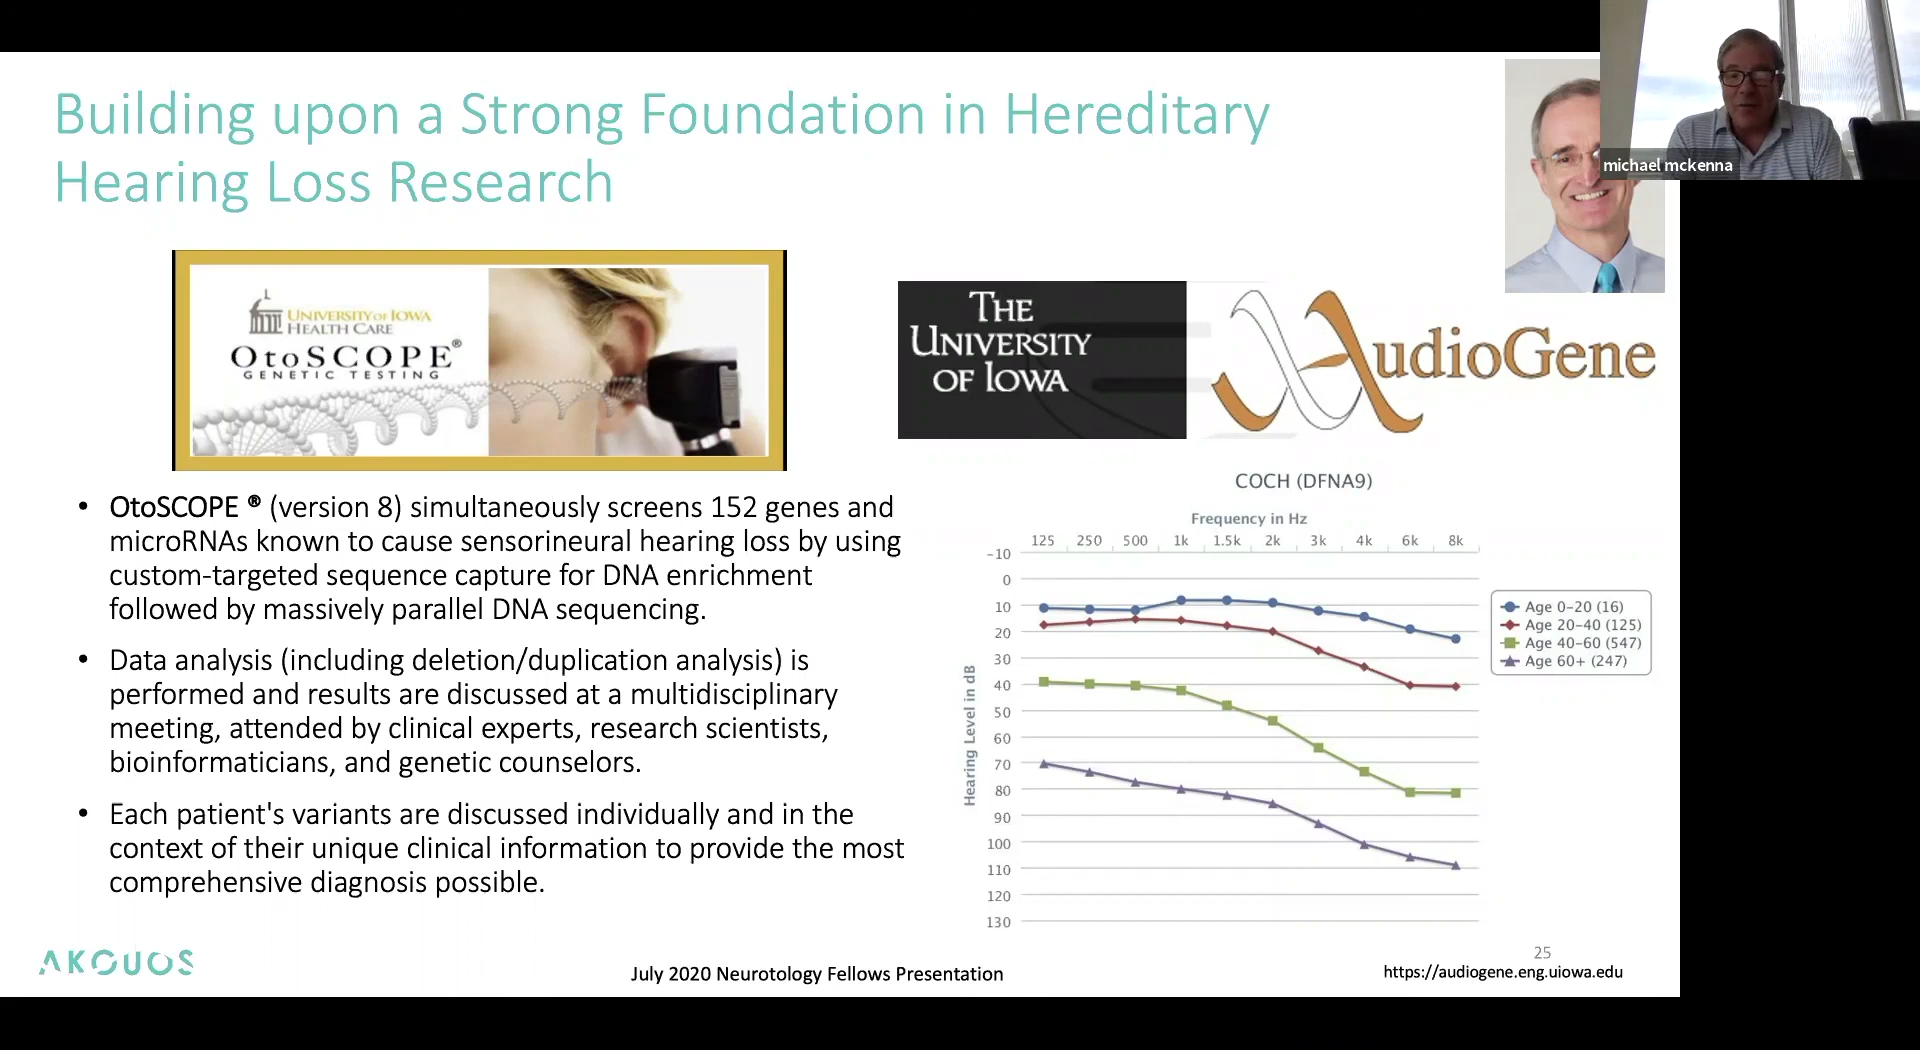 Building upon a Strong Foundation in Hereditary
Hearing Loss Research
michael mckenna
UNIVERSITY OF IOWA
HEALTH CARE
OtoSCOPE®
GENETIC TESTING
THE
UNIVERSITY
OF IOWA
AudioGene
• OtoSCOPE ® (version 8) simultaneously screens 152 genes and
microRNAs known to cause sensorineural hearing loss by using
custom-targeted sequence capture for DNA enrichment
followed by massively parallel DNA sequencing.
• Data analysis (including deletion/duplication analysis) is
performed and results are discussed at a multidisciplinary
meeting, attended by clinical experts, research scientists,
bioinformaticians, and genetic counselors.
• Each patient's variants are discussed individually and in the
context of their unique clinical information to provide the most
comprehensive diagnosis possible.
COCH (DFNA9)
Frequency in Hz
125 250 500 1k 1.5k 2k 3k 4k 6k 8k
-10
0
10
20
30
40
50
60
70
80
90
100
110
120
130
Hearing Level in dB
Age 0-20 (16)
Age 20-40 (125)
Age 40-60 (547)
Age 60+ (247)
AKOUOS
July 2020 Neurotology Fellows Presentation
25
https://audiogene.eng.uiowa.edu